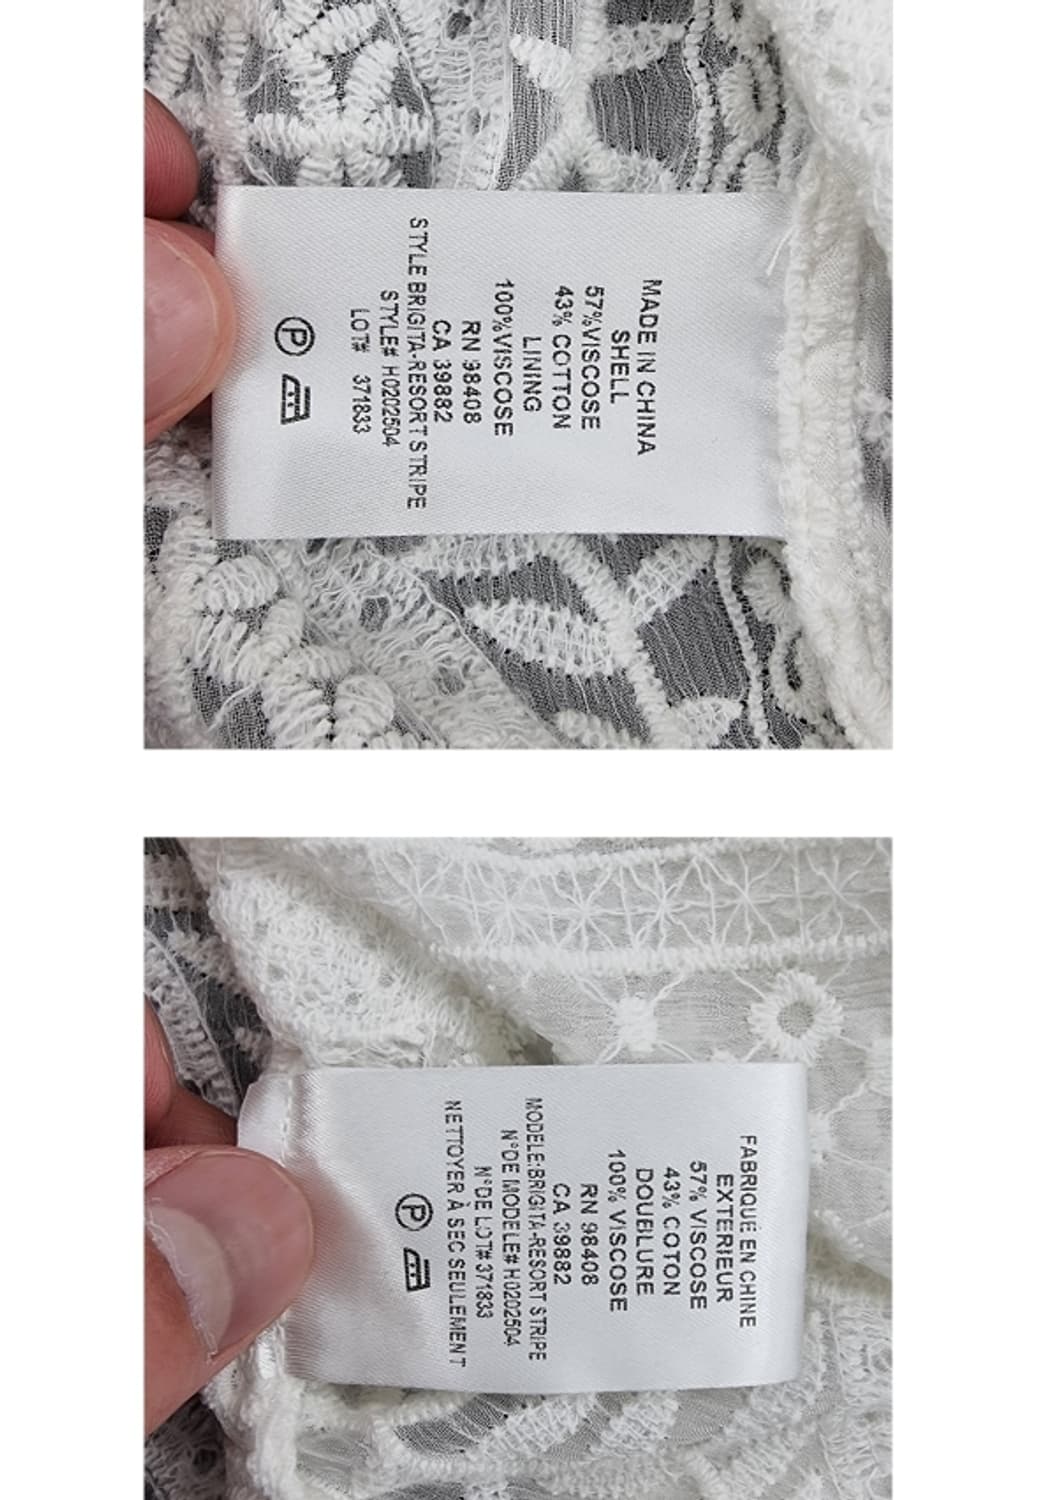 MADE IN CHINA
SHELL
57%VISCOSE
43% COTTON
LINING
100%VISCOSE
RN 98408
CA 39882
STYLE BRIGITA-RESORT STRIPE
STYLE# H0202504
LOT# 371833
P
FABRIQUÉ EN CHINE
EXTERIEUR
57% VISCOSE
43% COTON
DOUBLURE
100% VISCOSE
RN 98408
CA 39882
MODELE:BRIGITA-RESORT STRIPE
N°DE MODELE# H0202504
N°DE LOT# 371833
NETTOYER À SEC SEULEMENT
P